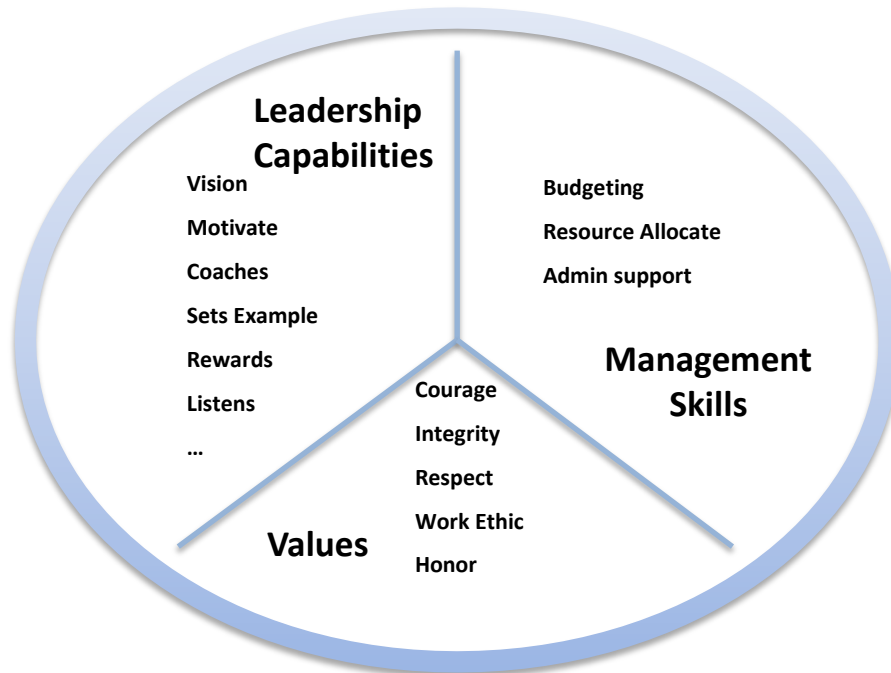 Leadership
Capabilities
Vision
Motivate
Coaches
Sets Example
Rewards
Listens
…
Budgeting
Resource Allocate
Admin support
Management
Skills
Values
Courage
Integrity
Respect
Work Ethic
Honor